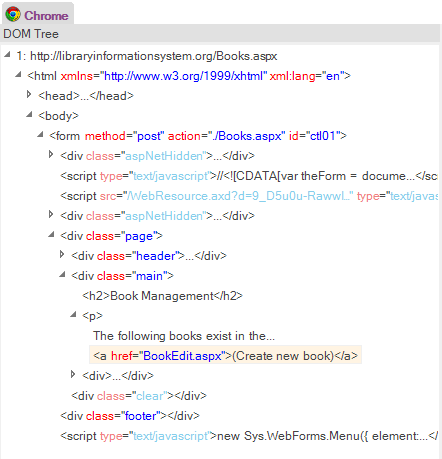 Chrome
DOM Tree
1: http://libraryinformationsystem.org/Books.aspx
<html xmlns="http://www.w3.org/1999/xhtml" xml:lang="en">
<head>...</head>
<body>
<form method="post" action="./Books.aspx" id="ctl01">
<div class="aspNetHidden">...</div>
<script type="text/javascript">//<![CDATA[var theForm = docume...</sc
<script src="/WebResource.axd?d=9_D5u0u-Rawwl.." type="text/javas
<div class="aspNetHidden">...</div>
<div class="page">
<div class="header">...</div>
<div class="main">
<h2>Book Management</h2>
<p>
The following books exist in the...
<a href="BookEdit.aspx">(Create new book)</a>
<div>...</div>
<div class="clear"></div>
<div class="footer"></div>
<script type="text/javascript">new Sys.WebForms.Menu({ element:...</